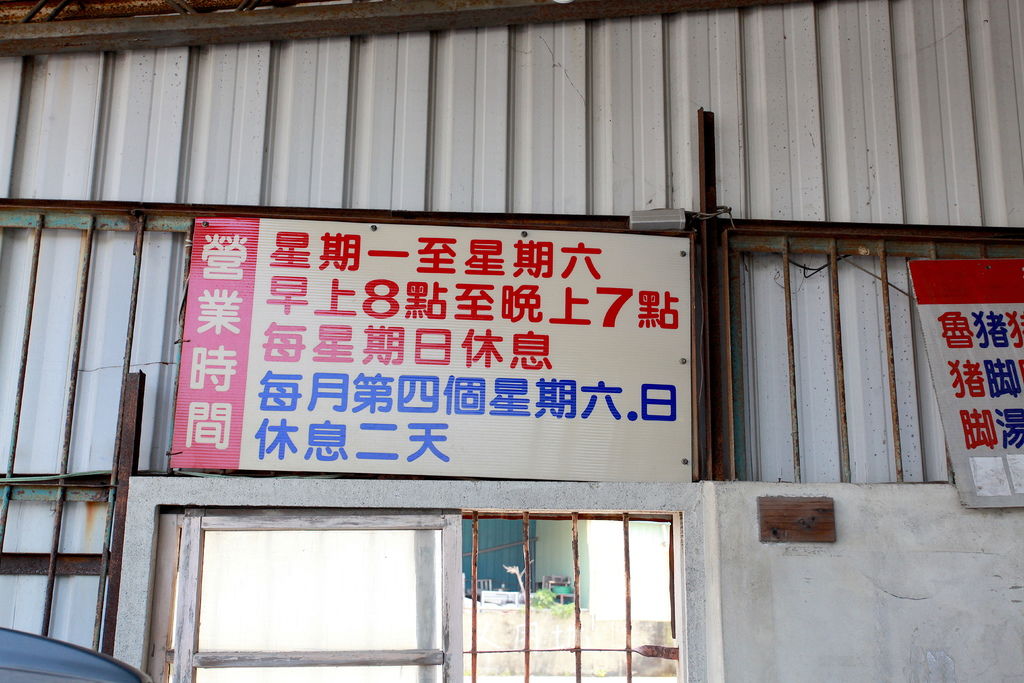 營業時間
星期一至星期六
早上8點至晚上7點
每星期日休息
每月第四個星期六.日
休息二天
魯豬
豬脚
脚湯